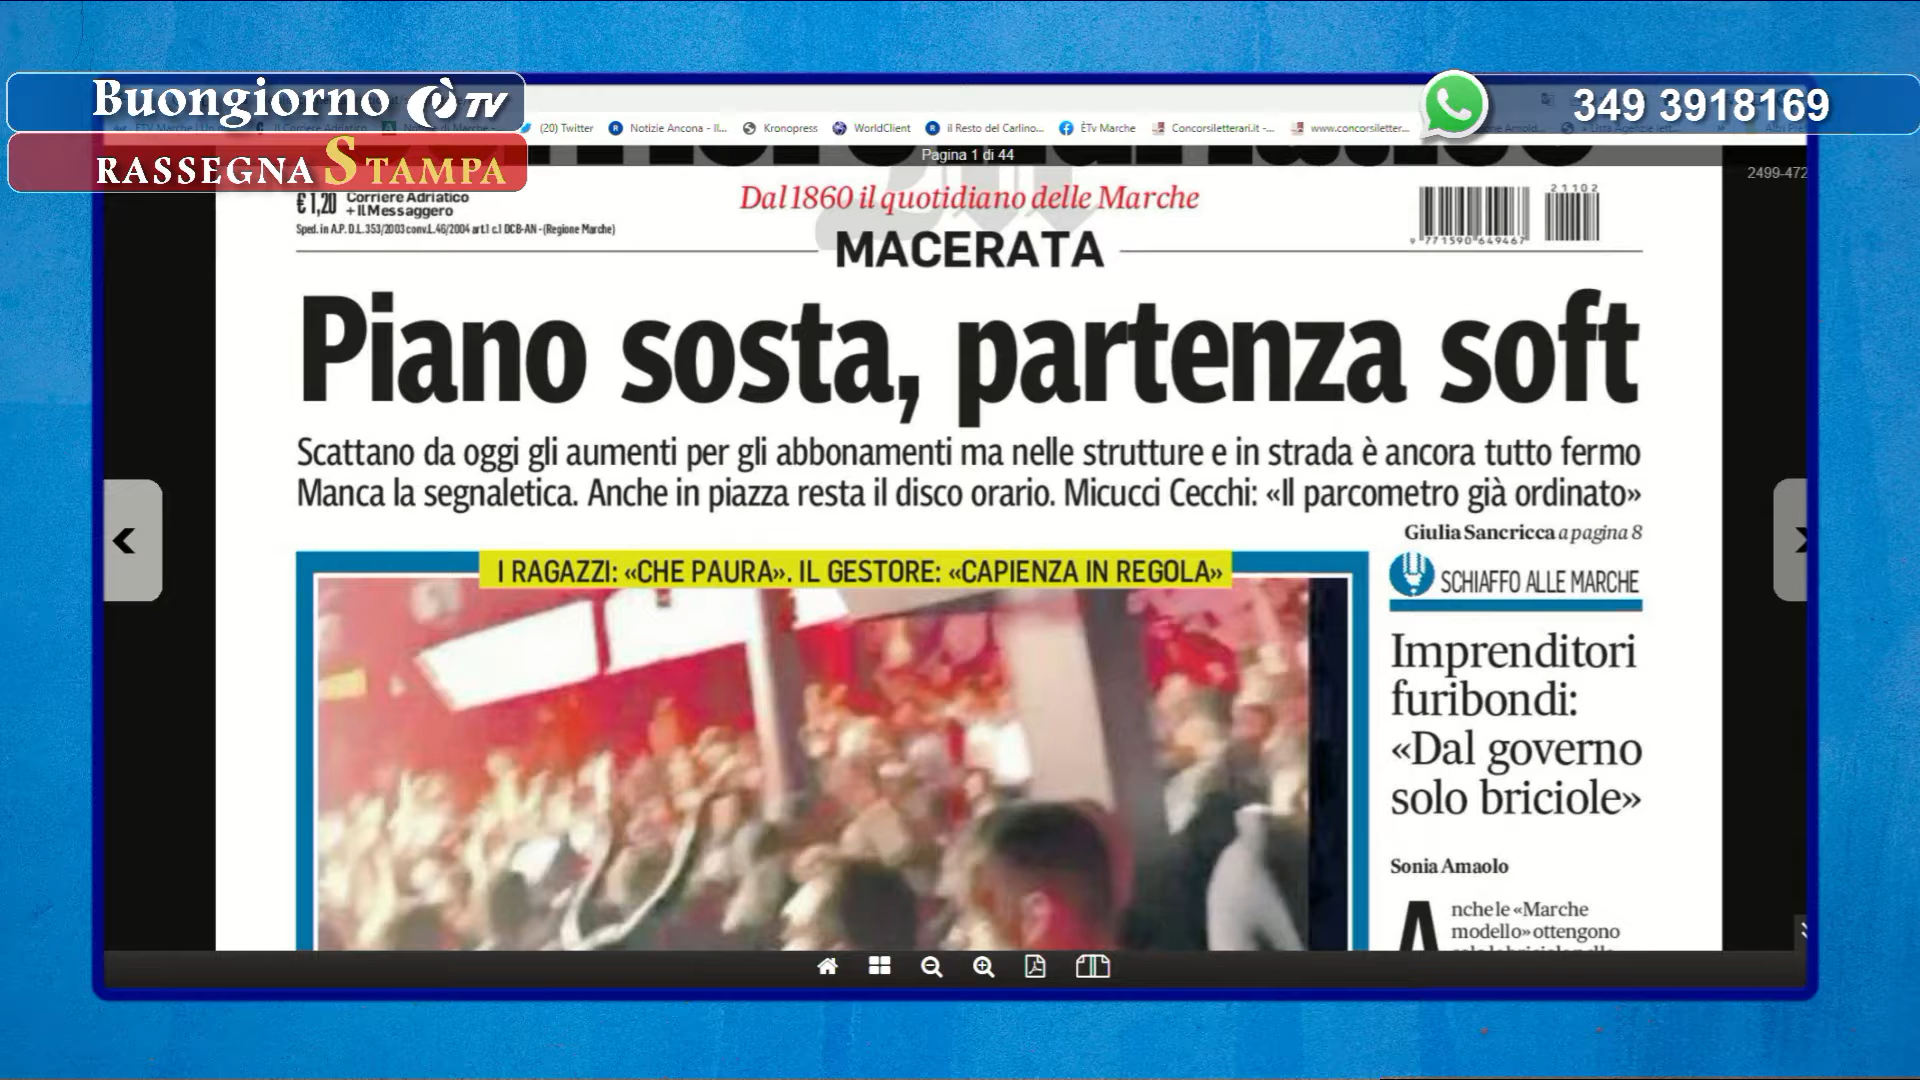 Buongiorno èTV
RASSEGNA STAMPA
349 3918169
(20) Twitter
Notizie Ancona - Il...
Kronopress
WorldClient
il Resto del Carlino...
ÈTv Marche
Concorsiletterari.it -...
www.concorsiletter...
Pagina 1 di 44
2499-472
€ 1,20 Corriere Adriatico
+ Il Messaggero
Sped. in A.P. D.L. 353/2003 conv. L. 46/2004 art.1 c.1 DCB-AN - (Regione Marche)
Dal 1860 il quotidiano delle Marche
MACERATA
21102
9 771590 649467
Piano sosta, partenza soft
Scattano da oggi gli aumenti per gli abbonamenti ma nelle strutture e in strada è ancora tutto fermo
Manca la segnaletica. Anche in piazza resta il disco orario. Micucci Cecchi: «Il parcometro già ordinato»
Giulia Sancricca a pagina 8
I RAGAZZI: «CHE PAURA». IL GESTORE: «CAPIENZA IN REGOLA»
SCHIAFFO ALLE MARCHE
Imprenditori
furibondi:
«Dal governo
solo briciole»
Sonia Amaolo
Anche le «Marche
modello» ottengono